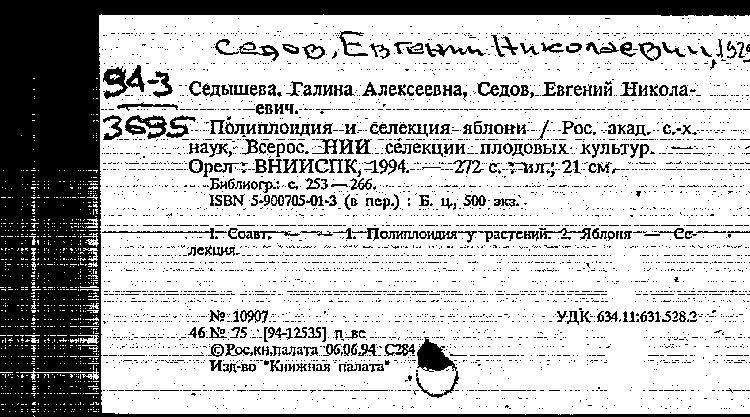 Седов, Евгений Николаевич, 1929
94-3
3695
Седышева, Галина Алексеевна, Седов, Евгений Никола-
евич.
Полиплоидия и селекция яблони / Рос. акад. с.-х.
наук, Всерос. НИИ селекции плодовых культур. —
Орел : ВНИИСПК, 1994. — 272 с. : ил.; 21 см.
Библиогр.: с. 253—266.
ISBN 5-900705-01-3 (в пер.) : Б. ц., 500 экз.
1. Соавт. — — 1. Полиплоидия у растений. 2. Яблоня — Се-
лекция.
№ 10907 УДК 634.11:631.528.2
46 № 75 [94-12535] п вс
©Рос.кн.палата 06.06.94 С284
Изд-во "Книжная палата"